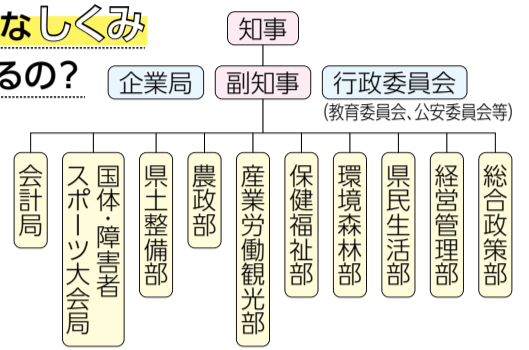 なしくみ
るの?
知事
企業局
副知事
行政委員会
(教育委員会、公安委員会等)
総合政策部
経営管理部
県民生活部
環境森林部
保健福祉部
産業労働観光部
農政部
県土整備部
国体・障害者
スポーツ大会局
会計局